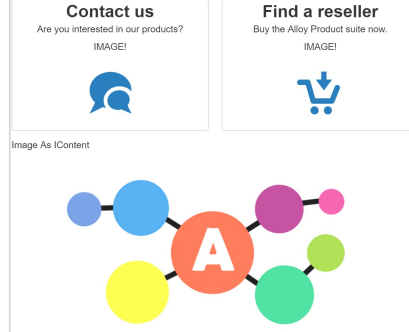 Contact us
Are you interested in our products?
IMAGE!
Find a reseller
Buy the Alloy Product suite now.
IMAGE!
Image As IContent
A